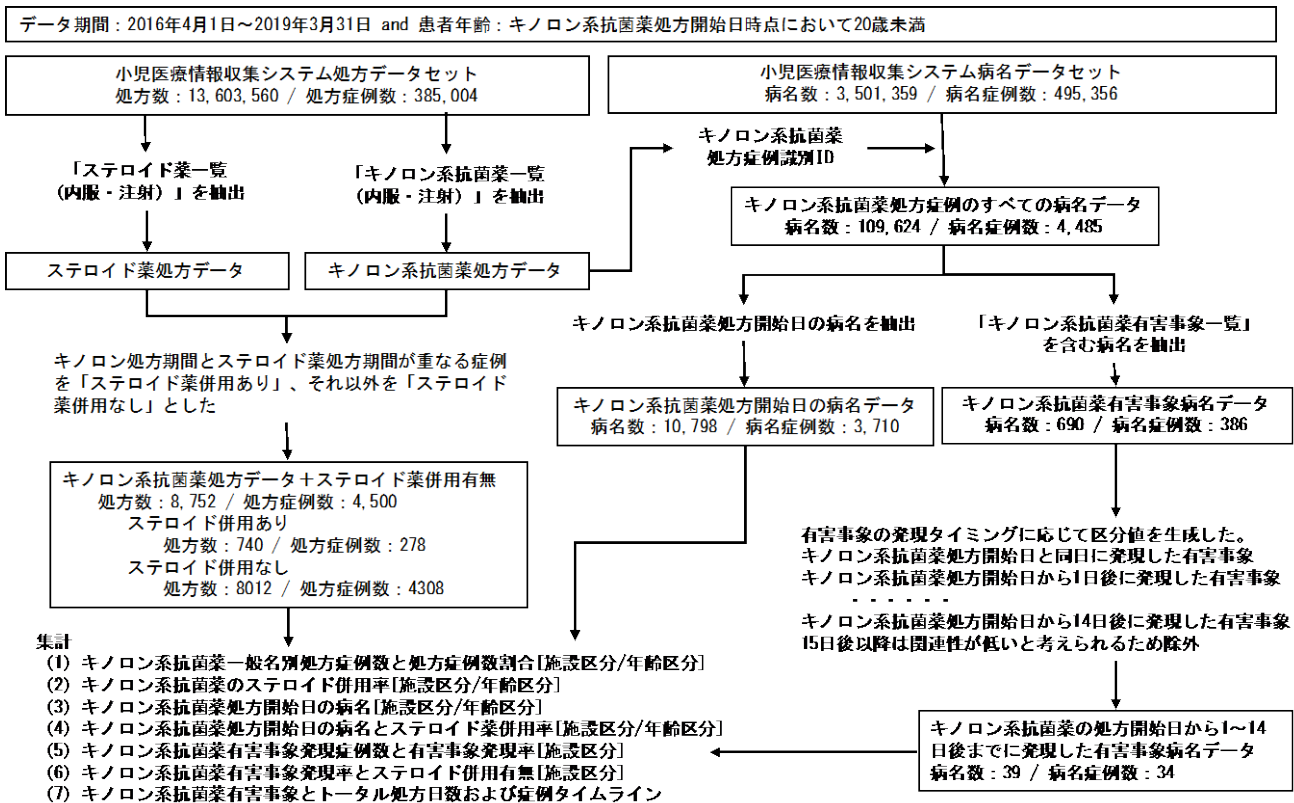 データ期間：2016年4月1日～2019年3月31日 and 患者年齢：キノロン系抗菌薬処方開始日時点において20歳未満
小児医療情報収集システム処方データセット
処方数：13,603,560 / 処方症例数：385,004
小児医療情報収集システム病名データセット
病名数：3,501,359 / 病名症例数：495,356
「ステロイド薬一覧
（内服・注射）」を抽出
「キノロン系抗菌薬一覧
（内服・注射）」を抽出
キノロン系抗菌薬
処方症例識別ID
キノロン系抗菌薬処方症例のすべての病名データ
病名数：109,624 / 病名症例数：4,485
ステロイド薬処方データ
キノロン系抗菌薬処方データ
キノロン系抗菌薬処方開始日の病名を抽出
「キノロン系抗菌薬有害事象一覧」
を含む病名を抽出
キノロン処方期間とステロイド薬処方期間が重なる症例
を「ステロイド薬併用あり」、それ以外を「ステロイド
薬併用なし」とした
キノロン系抗菌薬処方開始日の病名データ
病名数：10,798 / 病名症例数：3,710
キノロン系抗菌薬有害事象病名データ
病名数：690 / 病名症例数：386
キノロン系抗菌薬処方データ＋ステロイド薬併用有無
処方数：8,752 / 処方症例数：4,500
ステロイド併用あり
処方数：740 / 処方症例数：278
ステロイド併用なし
処方数：8012 / 処方症例数：4308
有害事象の発現タイミングに応じて区分値を生成した。
キノロン系抗菌薬処方開始日と同日に発現した有害事象
キノロン系抗菌薬処方開始日から1日後に発現した有害事象
・・・・・・
キノロン系抗菌薬処方開始日から14日後に発現した有害事象
15日後以降は関連性が低いと考えられるため除外
集計
(1) キノロン系抗菌薬一般名別処方症例数と処方症例数割合[施設区分/年齢区分]
(2) キノロン系抗菌薬のステロイド併用率[施設区分/年齢区分]
(3) キノロン系抗菌薬処方開始日の病名[施設区分/年齢区分]
(4) キノロン系抗菌薬処方開始日の病名とステロイド薬併用率[施設区分/年齢区分]
(5) キノロン系抗菌薬有害事象発現症例数と有害事象発現率[施設区分]
(6) キノロン系抗菌薬有害事象発現率とステロイド併用有無[施設区分]
(7) キノロン系抗菌薬有害事象とトータル処方日数および症例タイムライン
キノロン系抗菌薬の処方開始日から1～14
日後までに発現した有害事象病名データ
病名数：39 / 病名症例数：34